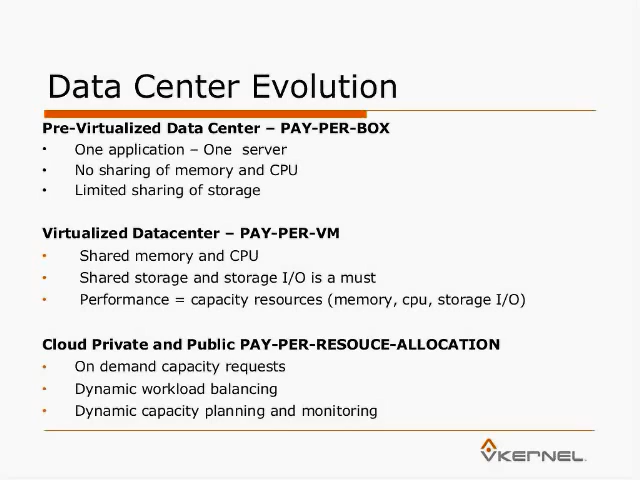 Data Center Evolution
Pre-Virtualized Data Center – PAY-PER-BOX
• One application – One server
• No sharing of memory and CPU
• Limited sharing of storage
Virtualized Datacenter – PAY-PER-VM
• Shared memory and CPU
• Shared storage and storage I/O is a must
• Performance = capacity resources (memory, cpu, storage I/O)
Cloud Private and Public PAY-PER-RESOUCE-ALLOCATION
• On demand capacity requests
• Dynamic workload balancing
• Dynamic capacity planning and monitoring
VKERNEL